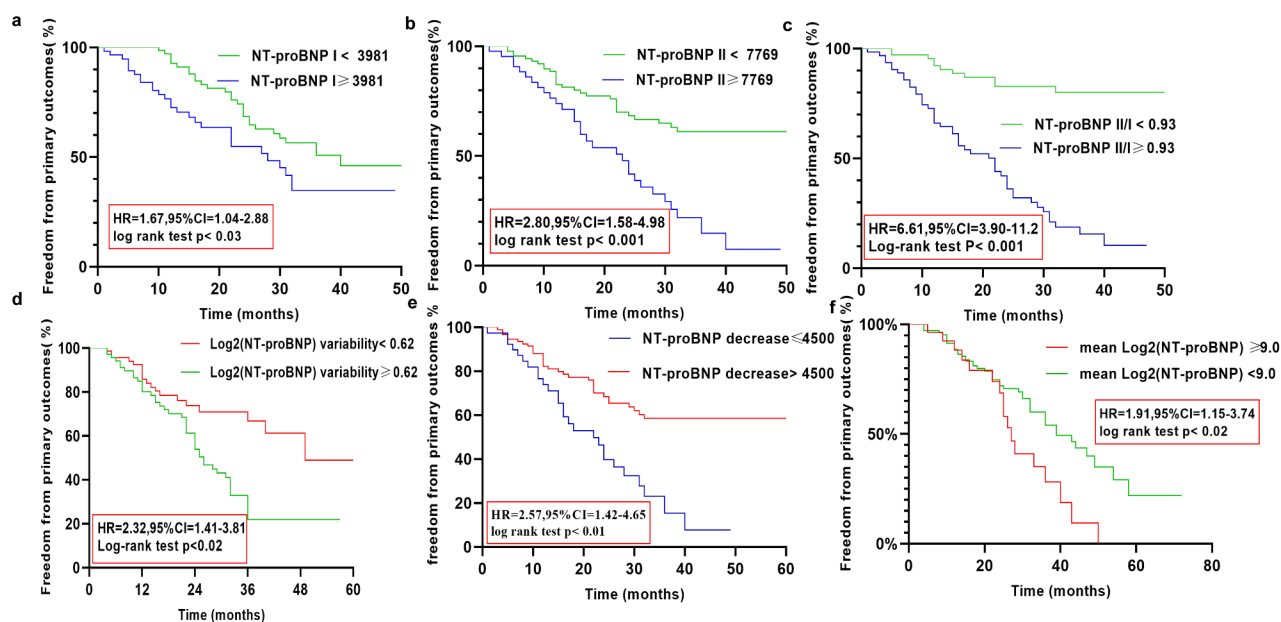 a
Freedom from primary outcomes( %)
100
50
0
NT-proBNP I < 3981
NT-proBNP I ≥ 3981
HR=1.67,95%CI=1.04-2.88
log rank test p< 0.03
0 10 20 30 40 50
Time (months)
b
Freedom from primary outcomes (%)
100
50
0
NT-proBNP II < 7769
NT-proBNP II ≥ 7769
HR=2.80,95%CI=1.58-4.98
log rank test p< 0.001
0 10 20 30 40 50
Time (months)
c
freedom from primary outcomes( %)
100
50
0
NT-proBNP II/I < 0.93
NT-proBNP II/I ≥ 0.93
HR=6.61,95%CI=3.90-11.2
Log-rank test P< 0.001
0 10 20 30 40 50
Time (months)
d
Freedom from primary outcomes (%)
100
80
60
40
20
0
Log2(NT-proBNP) variability< 0.62
Log2(NT-proBNP) variability ≥ 0.62
HR=2.32,95%CI=1.41-3.81
Log-rank test p<0.02
0 12 24 36 48 60
Time (months)
e
freedom from primary outcomes %
100
80
60
40
20
0
NT-proBNP decrease ≤4500
NT-proBNP decrease> 4500
HR=2.57,95%CI=1.42-4.65
log rank test p< 0.01
0 10 20 30 40 50 60
Time (months)
f
Freedom from primary outcomes( %)
100%
50%
0%
mean Log2(NT-proBNP) ≥9.0
mean Log2(NT-proBNP) <9.0
HR=1.91,95%CI=1.15-3.74
log rank test p< 0.02
0 20 40 60 80
Time (months)